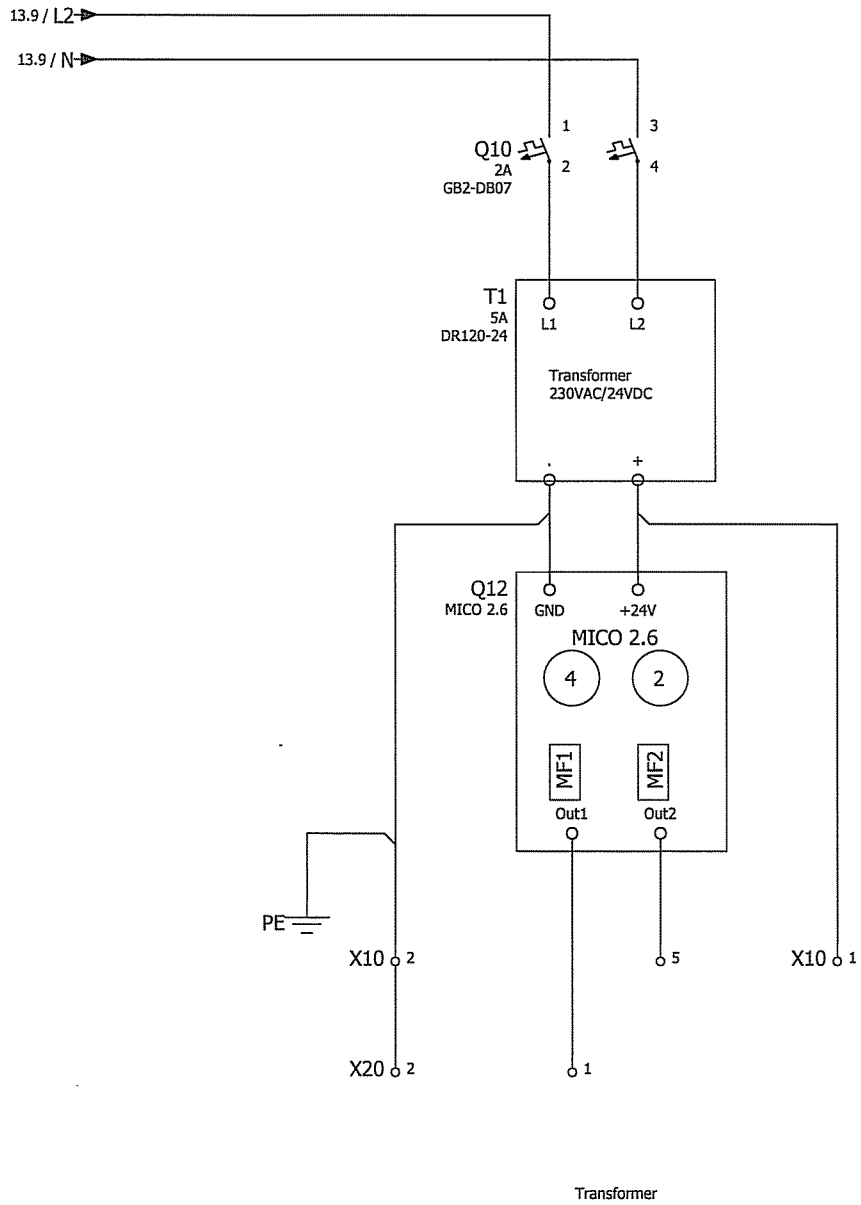 13.9 / L2
13.9 / N
1 3
Q10
2 4
2A
GB2-DB07
T1
5A
DR120-24
L1 L2
Transformer
230VAC/24VDC
- +
Q12
MICO 2.6
GND +24V
MICO 2.6
4 2
MF1 MF2
Out1 Out2
PE
X10 2 5 X10 1
X20 2 1
Transformer